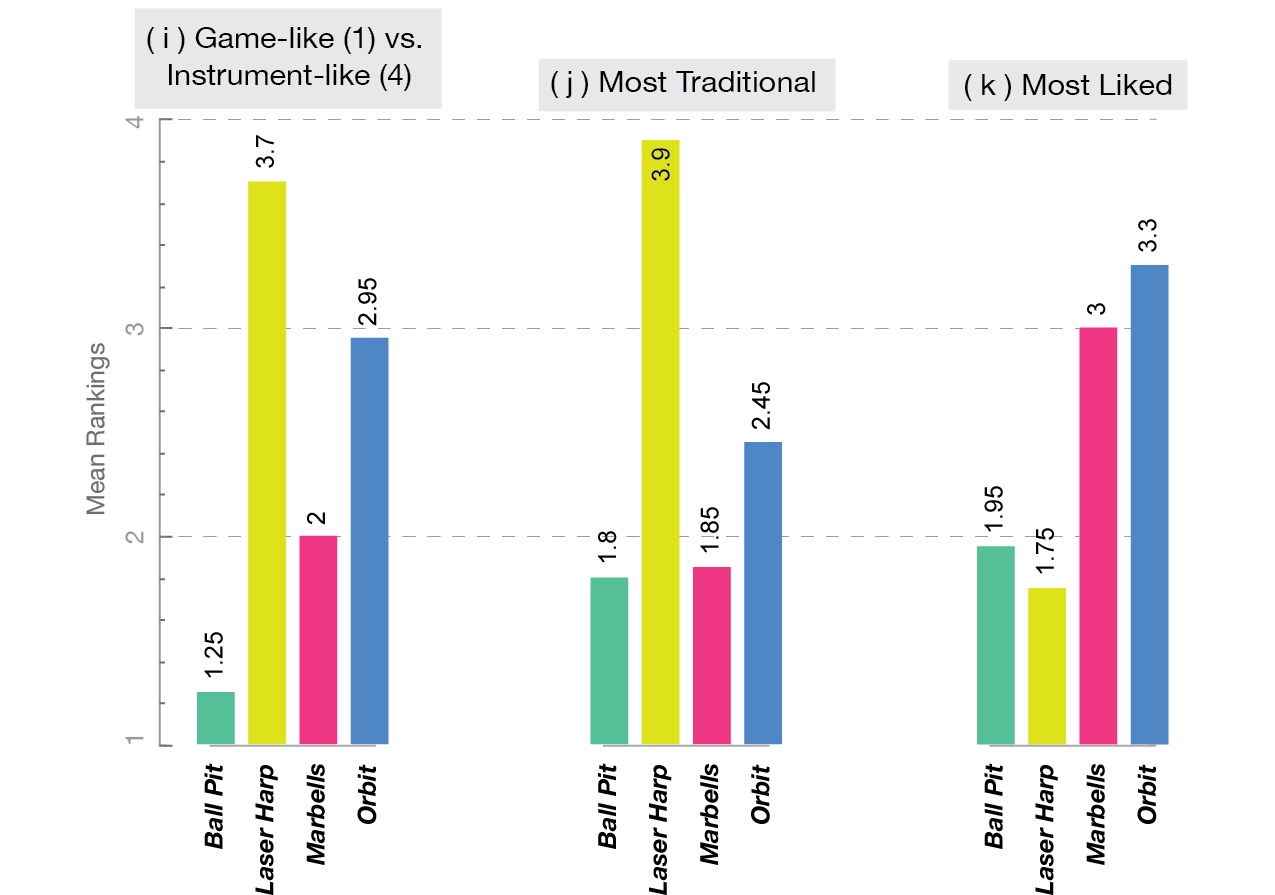 ( i ) Game-like (1) vs.
Instrument-like (4)
( j ) Most Traditional
( k ) Most Liked
Mean Rankings
4
3
2
1
1.25
3.7
2
2.95
1.8
3.9
1.85
2.45
1.95
1.75
3
3.3
Ball Pit
Laser Harp
Marbells
Orbit
Ball Pit
Laser Harp
Marbells
Orbit
Ball Pit
Laser Harp
Marbells
Orbit